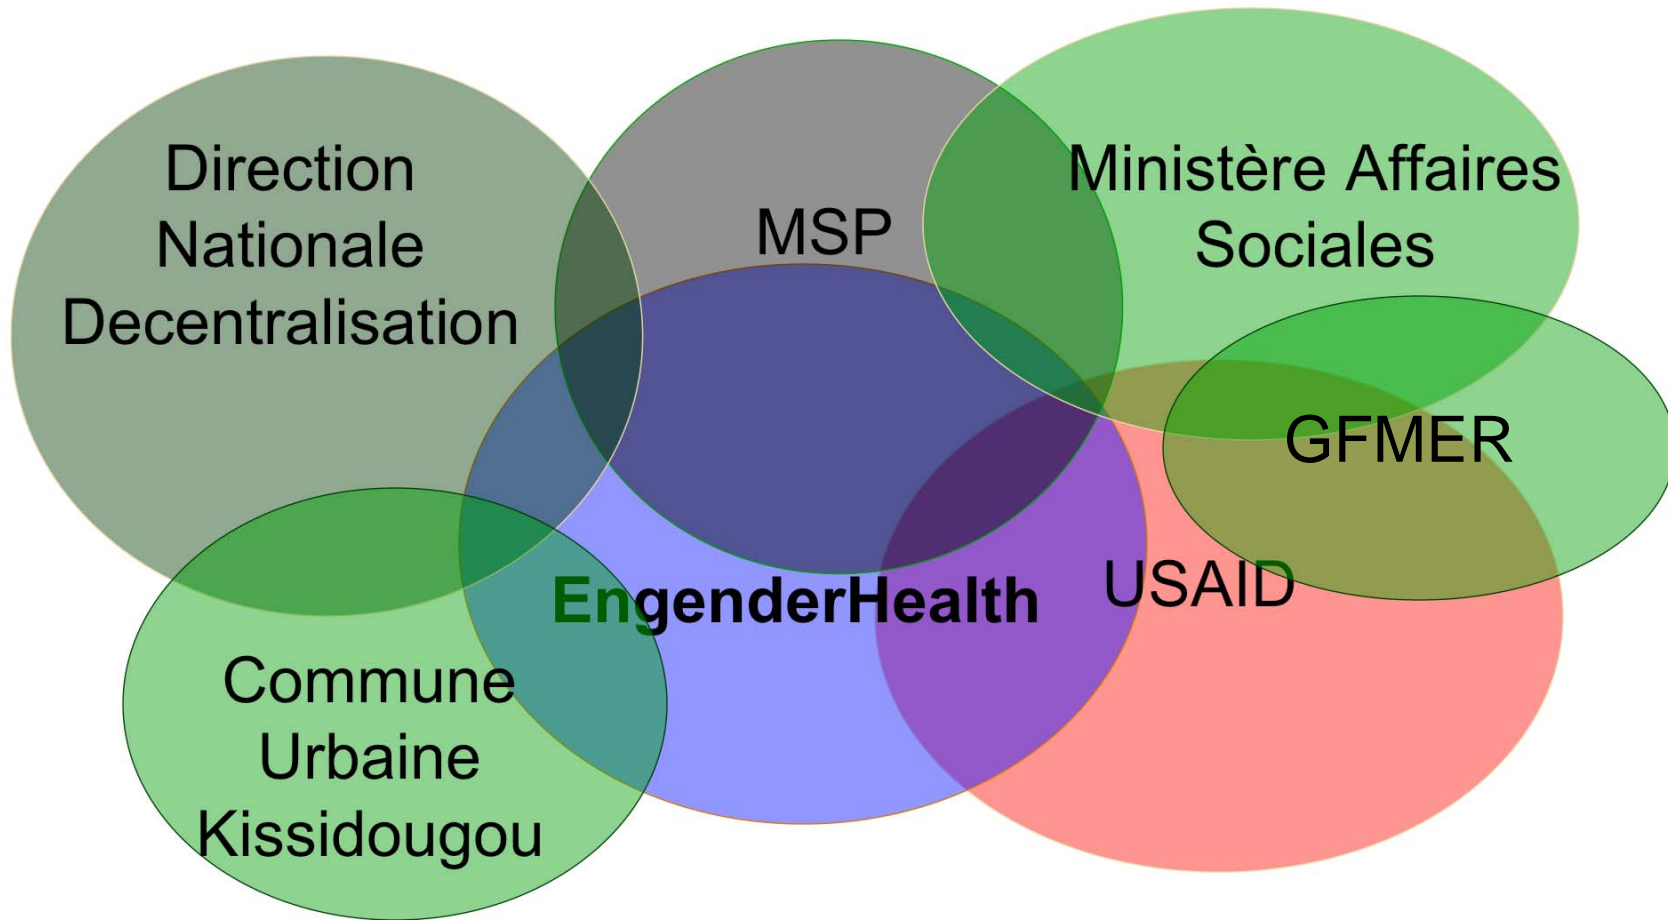 Direction
Nationale
Decentralisation
MSP
Ministère Affaires
Sociales
GFMER
EngenderHealth
USAID
Commune
Urbaine
Kissidougou